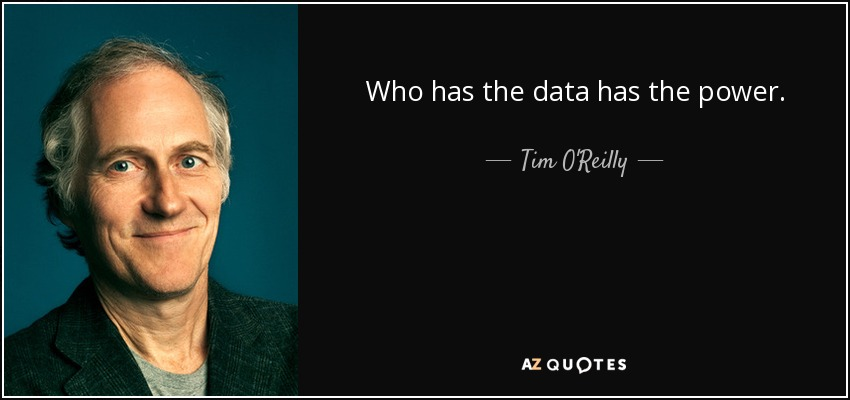 Who has the data has the power.
— Tim O'Reilly —
AZ QUOTES